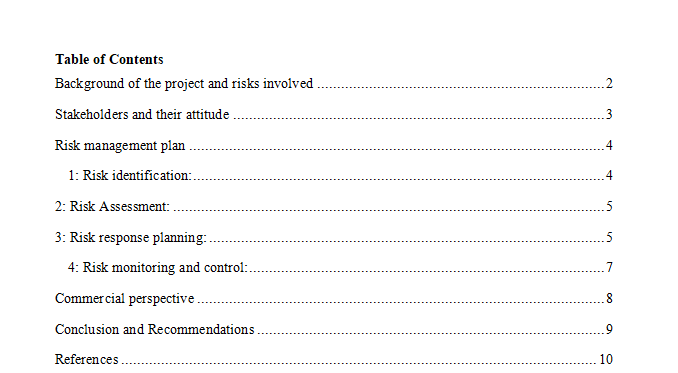 Table of Contents
Background of the project and risks involved ........................................................................................2
Stakeholders and their attitude ........................................................................................3
Risk management plan ........................................................................................4
1: Risk identification:........................................................................................4
2: Risk Assessment: ........................................................................................5
3: Risk response planning: ........................................................................................5
4: Risk monitoring and control:........................................................................................7
Commercial perspective ........................................................................................8
Conclusion and Recommendations ........................................................................................9
References ........................................................................................10